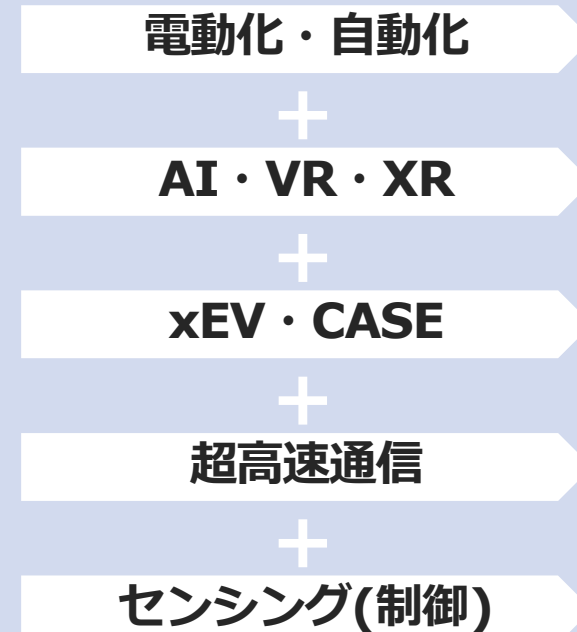 電動化・自動化
+
AI・VR・XR
+
xEV・CASE
+
超高速通信
+
センシング(制御)